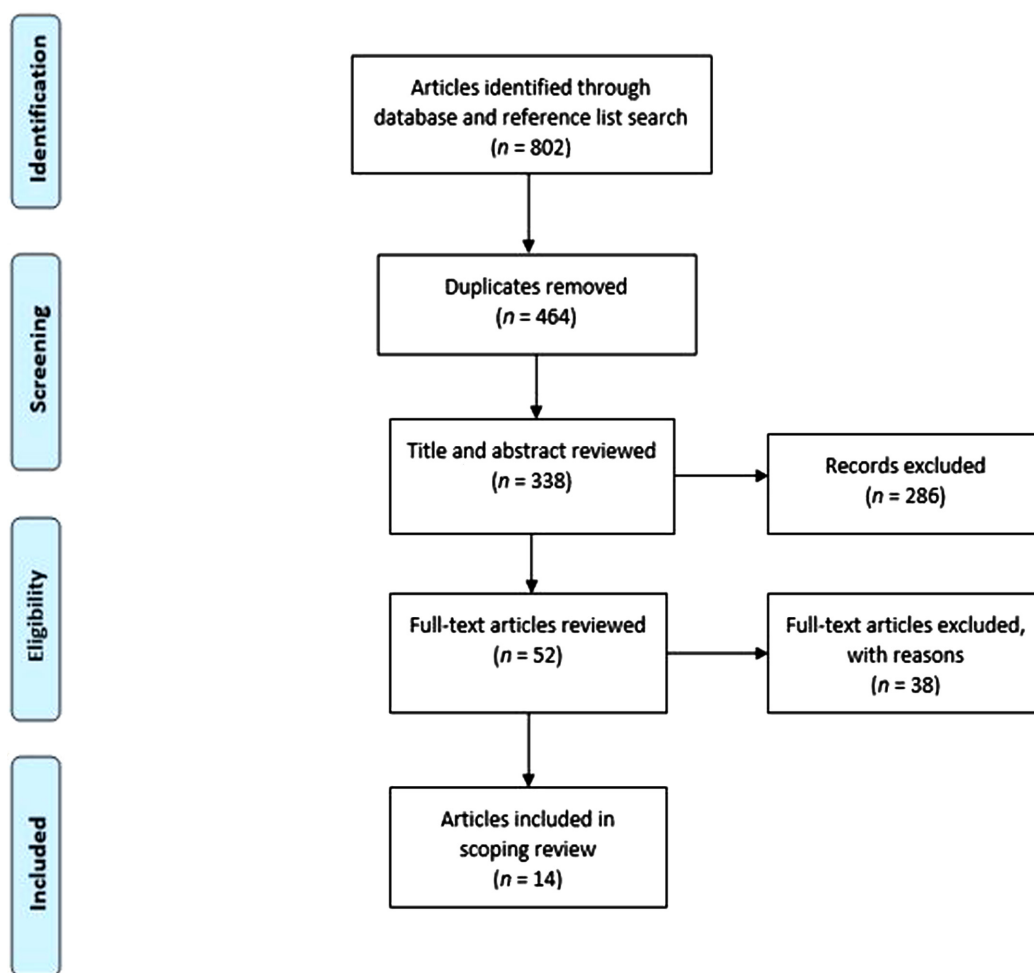 Identification
Articles identified through
database and reference list search
(n = 802)
Screening
Duplicates removed
(n = 464)
Title and abstract reviewed
(n = 338)
Records excluded
(n = 286)
Eligibility
Full-text articles reviewed
(n = 52)
Full-text articles excluded,
with reasons
(n = 38)
Included
Articles included in
scoping review
(n = 14)